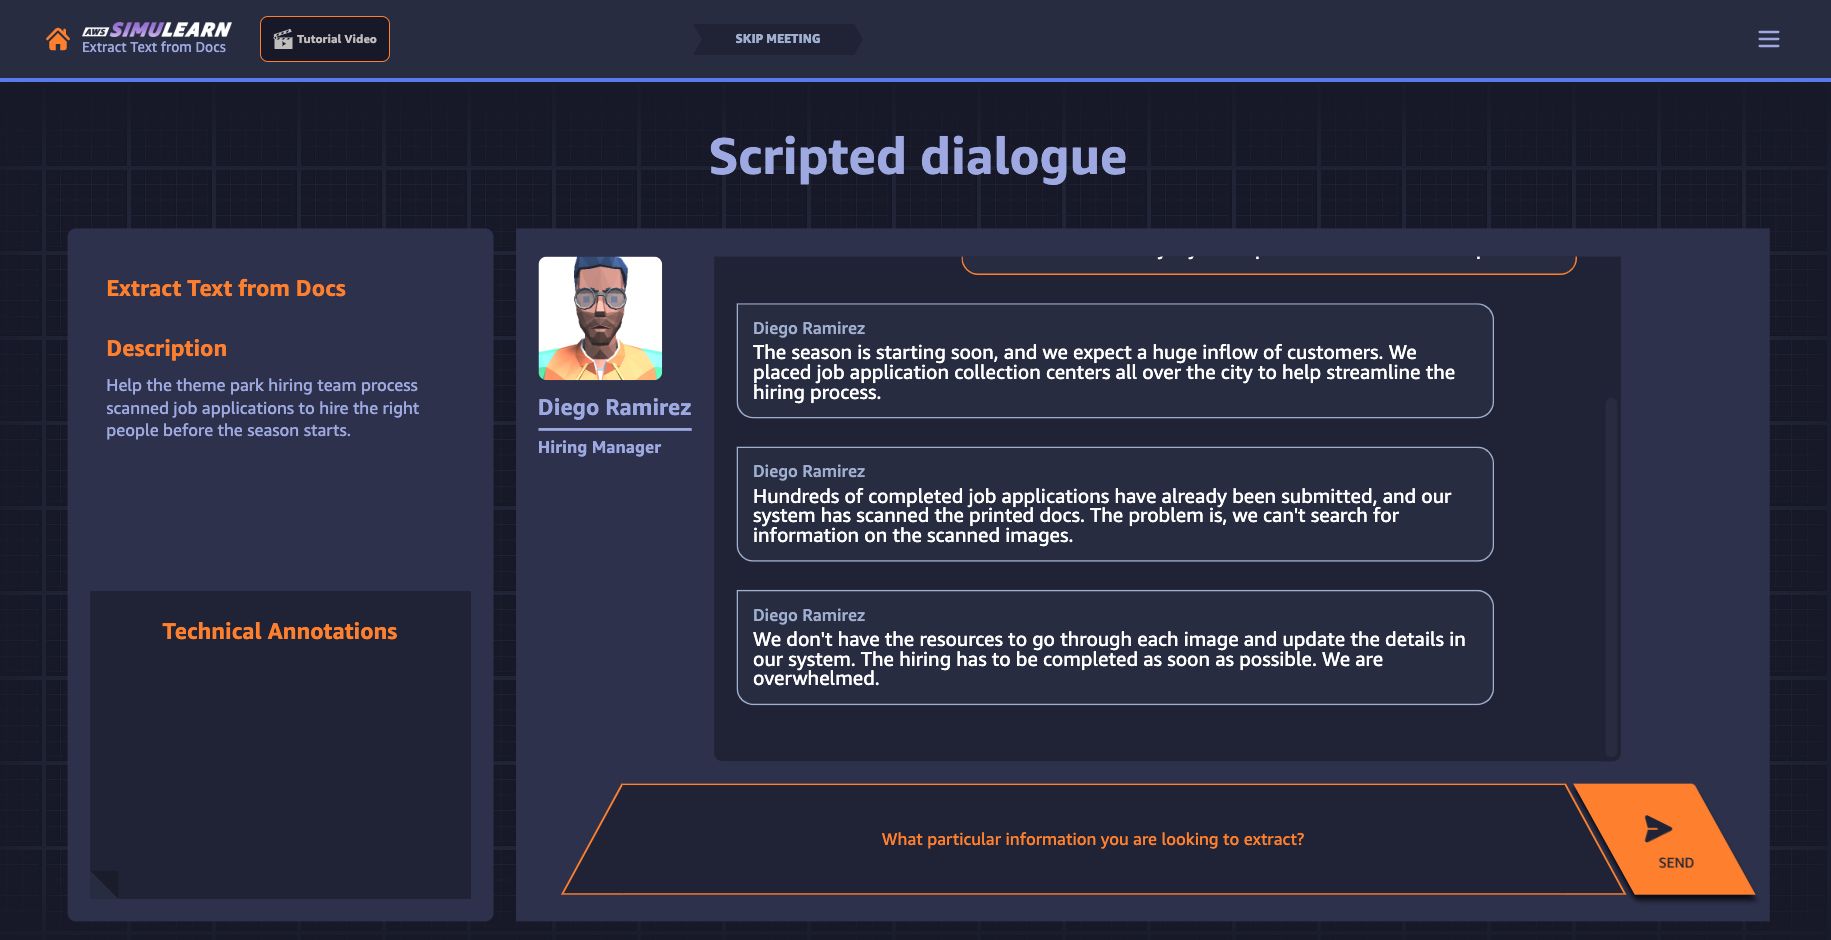 aws SIMULEARN
Extract Text from Docs
Tutorial Video
SKIP MEETING
Scripted dialogue
Extract Text from Docs
Description
Help the theme park hiring team process
scanned job applications to hire the right
people before the season starts.
Technical Annotations
Diego Ramirez
Hiring Manager
Diego Ramirez
The season is starting soon, and we expect a huge inflow of customers. We
placed job application collection centers all over the city to help streamline the
hiring process.
Diego Ramirez
Hundreds of completed job applications have already been submitted, and our
system has scanned the printed docs. The problem is, we can't search for
information on the scanned images.
Diego Ramirez
We don't have the resources to go through each image and update the details in
our system. The hiring has to be completed as soon as possible. We are
overwhelmed.
What particular information you are looking to extract?
SEND